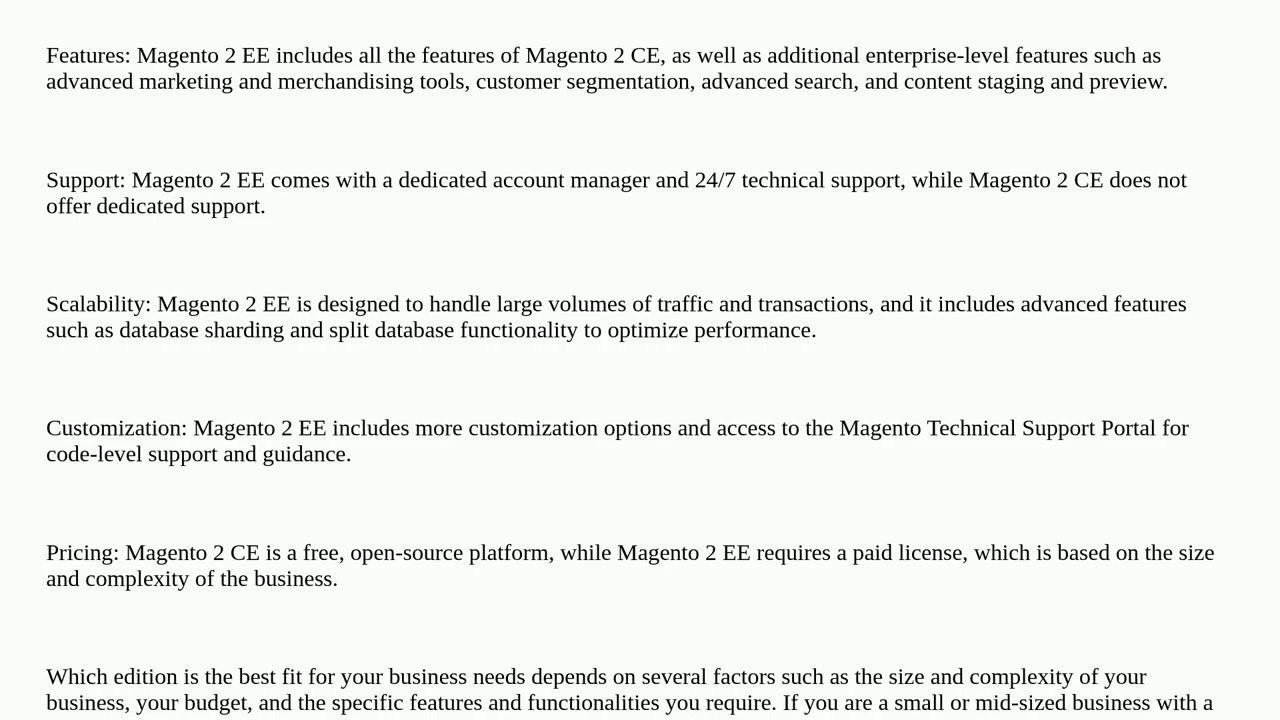 Features: Magento 2 EE includes all the features of Magento 2 CE, as well as additional enterprise-level features such as
advanced marketing and merchandising tools, customer segmentation, advanced search, and content staging and preview.
Support: Magento 2 EE comes with a dedicated account manager and 24/7 technical support, while Magento 2 CE does not
offer dedicated support.
Scalability: Magento 2 EE is designed to handle large volumes of traffic and transactions, and it includes advanced features
such as database sharding and split database functionality to optimize performance.
Customization: Magento 2 EE includes more customization options and access to the Magento Technical Support Portal for
code-level support and guidance.
Pricing: Magento 2 CE is a free, open-source platform, while Magento 2 EE requires a paid license, which is based on the size
and complexity of the business.
Which edition is the best fit for your business needs depends on several factors such as the size and complexity of your
business, your budget, and the specific features and functionalities you require. If you are a small or mid-sized business with a